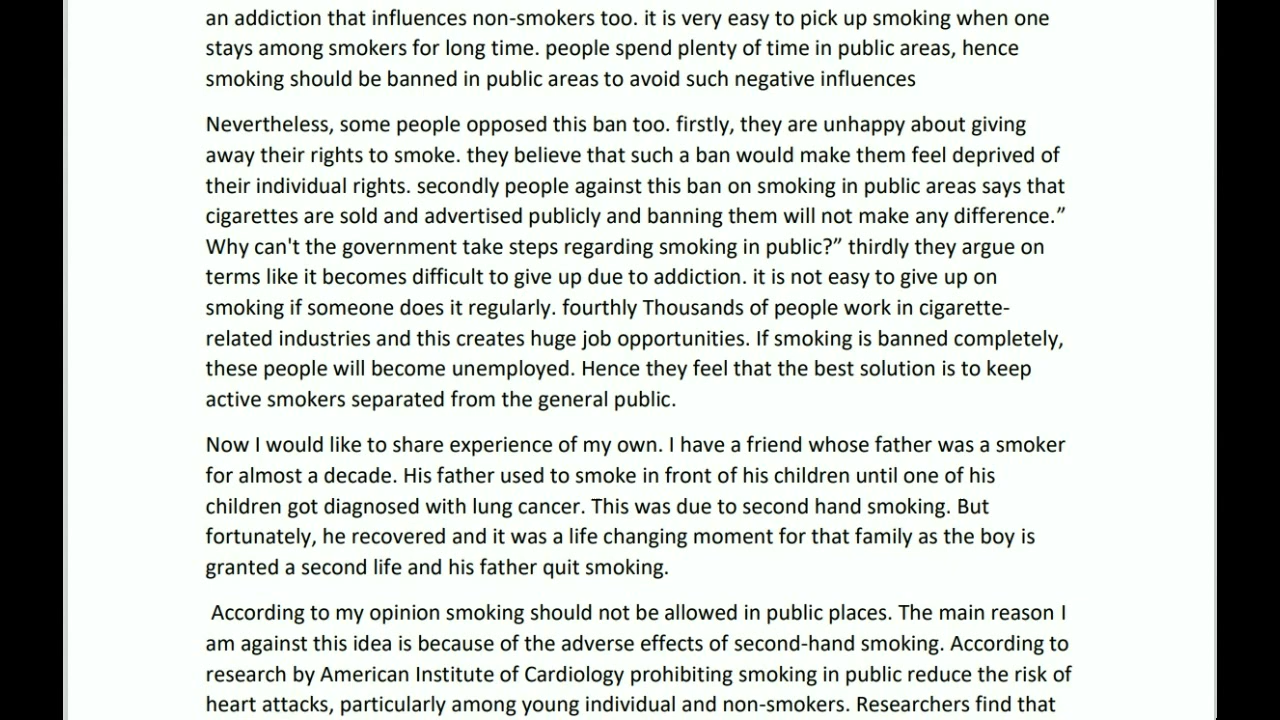 an addiction that influences non-smokers too. it is very easy to pick up smoking when one
stays among smokers for long time. people spend plenty of time in public areas, hence
smoking should be banned in public areas to avoid such negative influences
Nevertheless, some people opposed this ban too. firstly, they are unhappy about giving
away their rights to smoke. they believe that such a ban would make them feel deprived of
their individual rights. secondly people against this ban on smoking in public areas says that
cigarettes are sold and advertised publicly and banning them will not make any difference.”
Why can't the government take steps regarding smoking in public?” thirdly they argue on
terms like it becomes difficult to give up due to addiction. it is not easy to give up on
smoking if someone does it regularly. fourthly Thousands of people work in cigarette-
related industries and this creates huge job opportunities. If smoking is banned completely,
these people will become unemployed. Hence they feel that the best solution is to keep
active smokers separated from the general public.
Now I would like to share experience of my own. I have a friend whose father was a smoker
for almost a decade. His father used to smoke in front of his children until one of his
children got diagnosed with lung cancer. This was due to second hand smoking. But
fortunately, he recovered and it was a life changing moment for that family as the boy is
granted a second life and his father quit smoking.
According to my opinion smoking should not be allowed in public places. The main reason I
am against this idea is because of the adverse effects of second-hand smoking. According to
research by American Institute of Cardiology prohibiting smoking in public reduce the risk of
heart attacks, particularly among young individual and non-smokers. Researchers find that